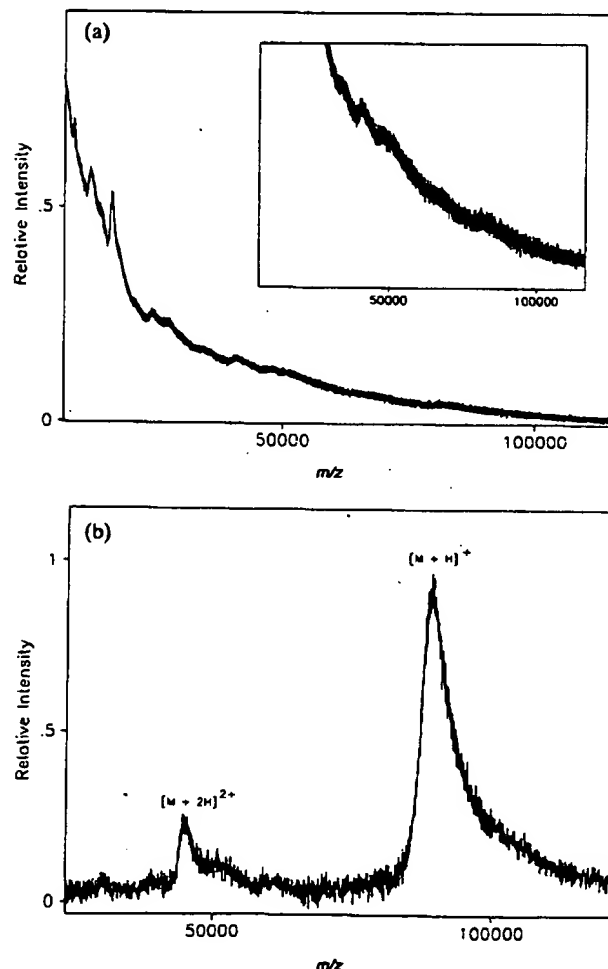 (a)
Relative Intensity
.5
0
50000
100000
m/z
50000
100000
(b)
Relative Intensity
1
.5
0
[M + 2H]²⁺
[M + H]⁺
50000
100000
m/z